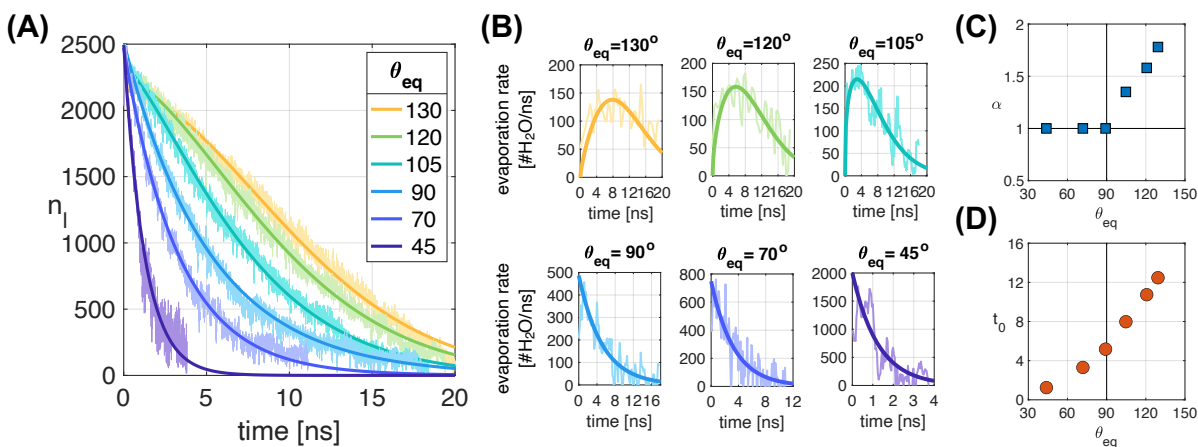 (A)
2500
2000
1500
1000
500
0
n_l
0 5 10 15 20
time [ns]
θ_eq
130
120
105
90
70
45
(B)
θ_eq=130°
evaporation rate
[#H₂O/ns]
200
150
100
50
0
0 4 8 12 16 20
time [ns]
θ_eq=120°
200
150
100
50
0
0 4 8 12 16 20
time [ns]
θ_eq=105°
250
200
150
100
50
0
0 4 8 12 16 20
time [ns]
θ_eq= 90°
evaporation rate
[#H₂O/ns]
500
400
300
200
100
0
0 4 8 12 16
time [ns]
θ_eq= 70°
800
600
400
200
0
0 4 8 12
time [ns]
θ_eq= 45°
2000
1500
1000
500
0
0 1 2 3 4
time [ns]
(C)
2
1.5
1
0.5
α
30 60 90 120 150
θ_eq
(D)
16
12
8
4
0
t₀
30 60 90 120 150
θ_eq